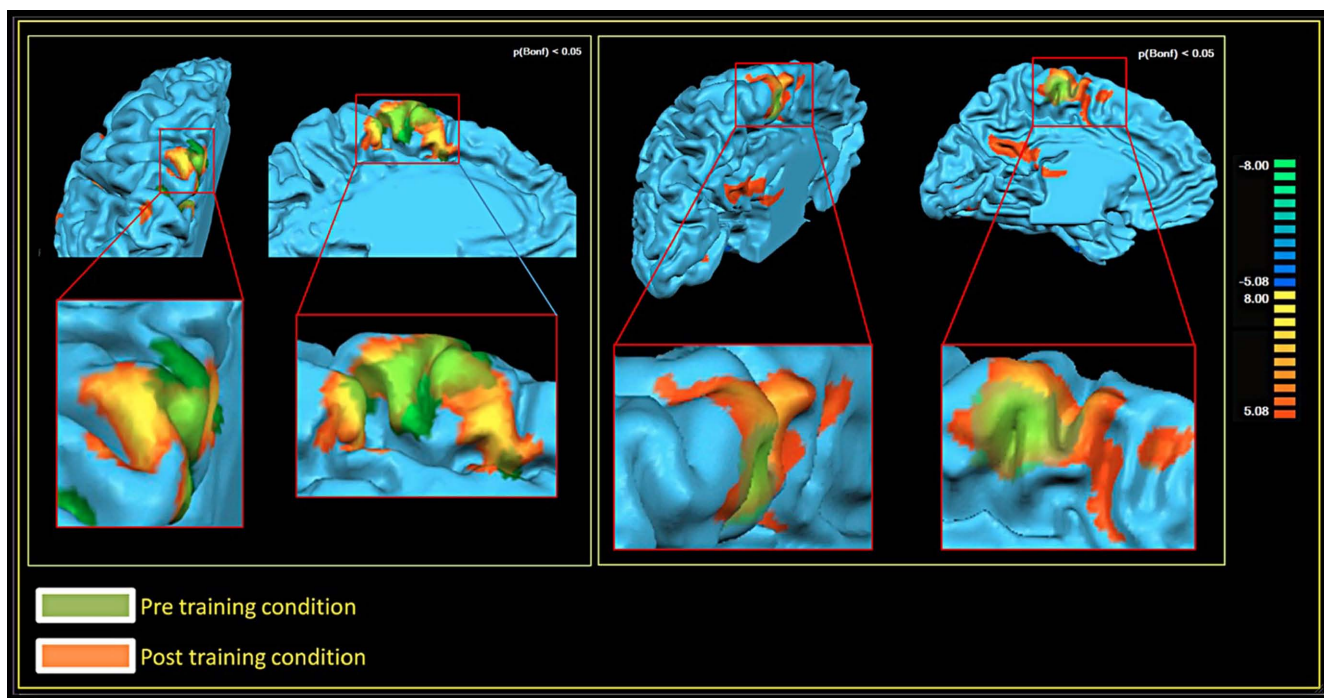 p(Bonf) < 0.05
p(Bonf) < 0.05
-8.00
-5.08
8.00
5.08
Pre training condition
Post training condition